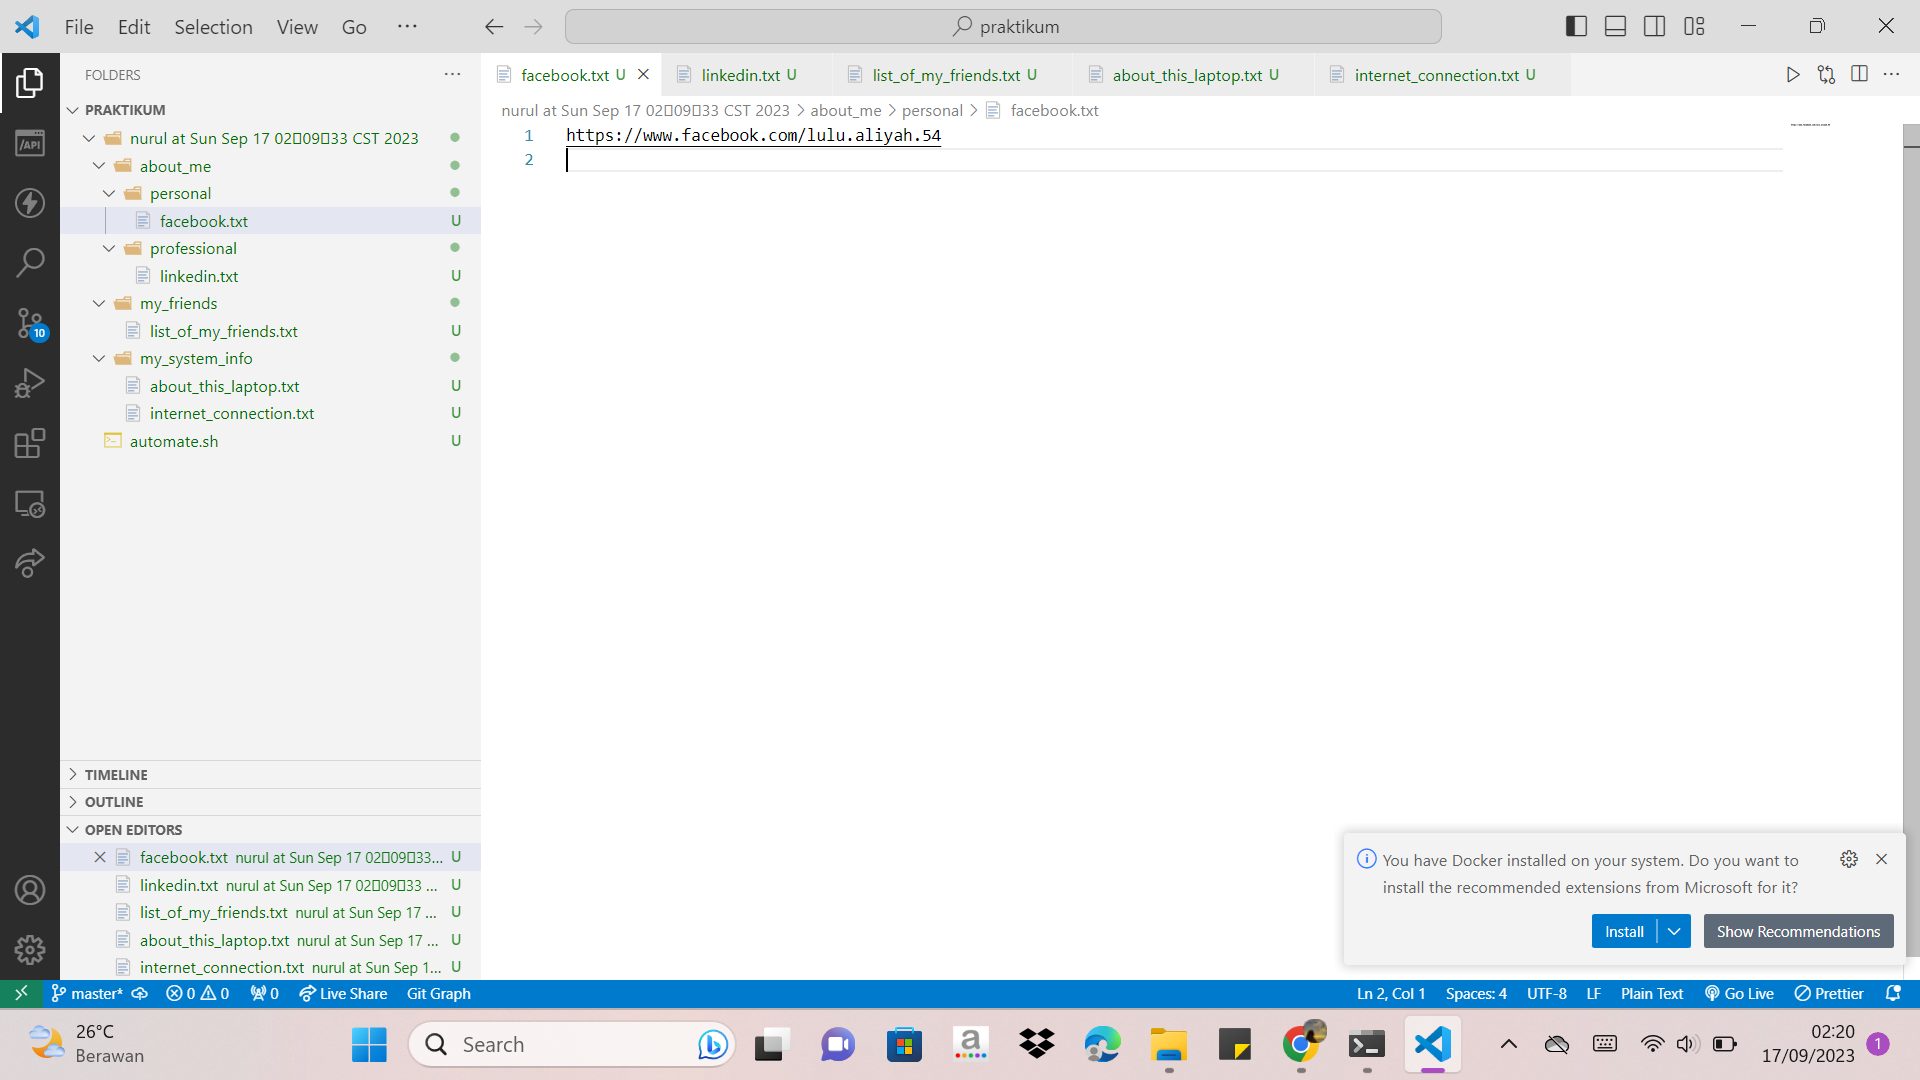 File Edit Selection View Go ···
praktikum
FOLDERS
PRAKTIKUM
nurul at Sun Sep 17 02▯09▯33 CST 2023
about_me
personal
facebook.txt U
professional
linkedin.txt U
my_friends
list_of_my_friends.txt U
my_system_info
about_this_laptop.txt U
internet_connection.txt U
automate.sh U
TIMELINE
OUTLINE
OPEN EDITORS
facebook.txt nurul at Sun Sep 17 02▯09▯33... U
linkedin.txt nurul at Sun Sep 17 02▯09▯33 ... U
list_of_my_friends.txt nurul at Sun Sep 17 ... U
about_this_laptop.txt nurul at Sun Sep 17 ... U
internet_connection.txt nurul at Sun Sep 1... U
/API
10
facebook.txt U linkedin.txt U list_of_my_friends.txt U about_this_laptop.txt U internet_connection.txt U
nurul at Sun Sep 17 02▯09▯33 CST 2023 > about_me > personal > facebook.txt
1 https://www.facebook.com/lulu.aliyah.54
2
You have Docker installed on your system. Do you want to
install the recommended extensions from Microsoft for it?
Install Show Recommendations
master* 0 0 0 Live Share Git Graph Ln 2, Col 1 Spaces: 4 UTF-8 LF Plain Text Go Live Prettier
26°C
Berawan
Search
a
02:20
17/09/2023
1